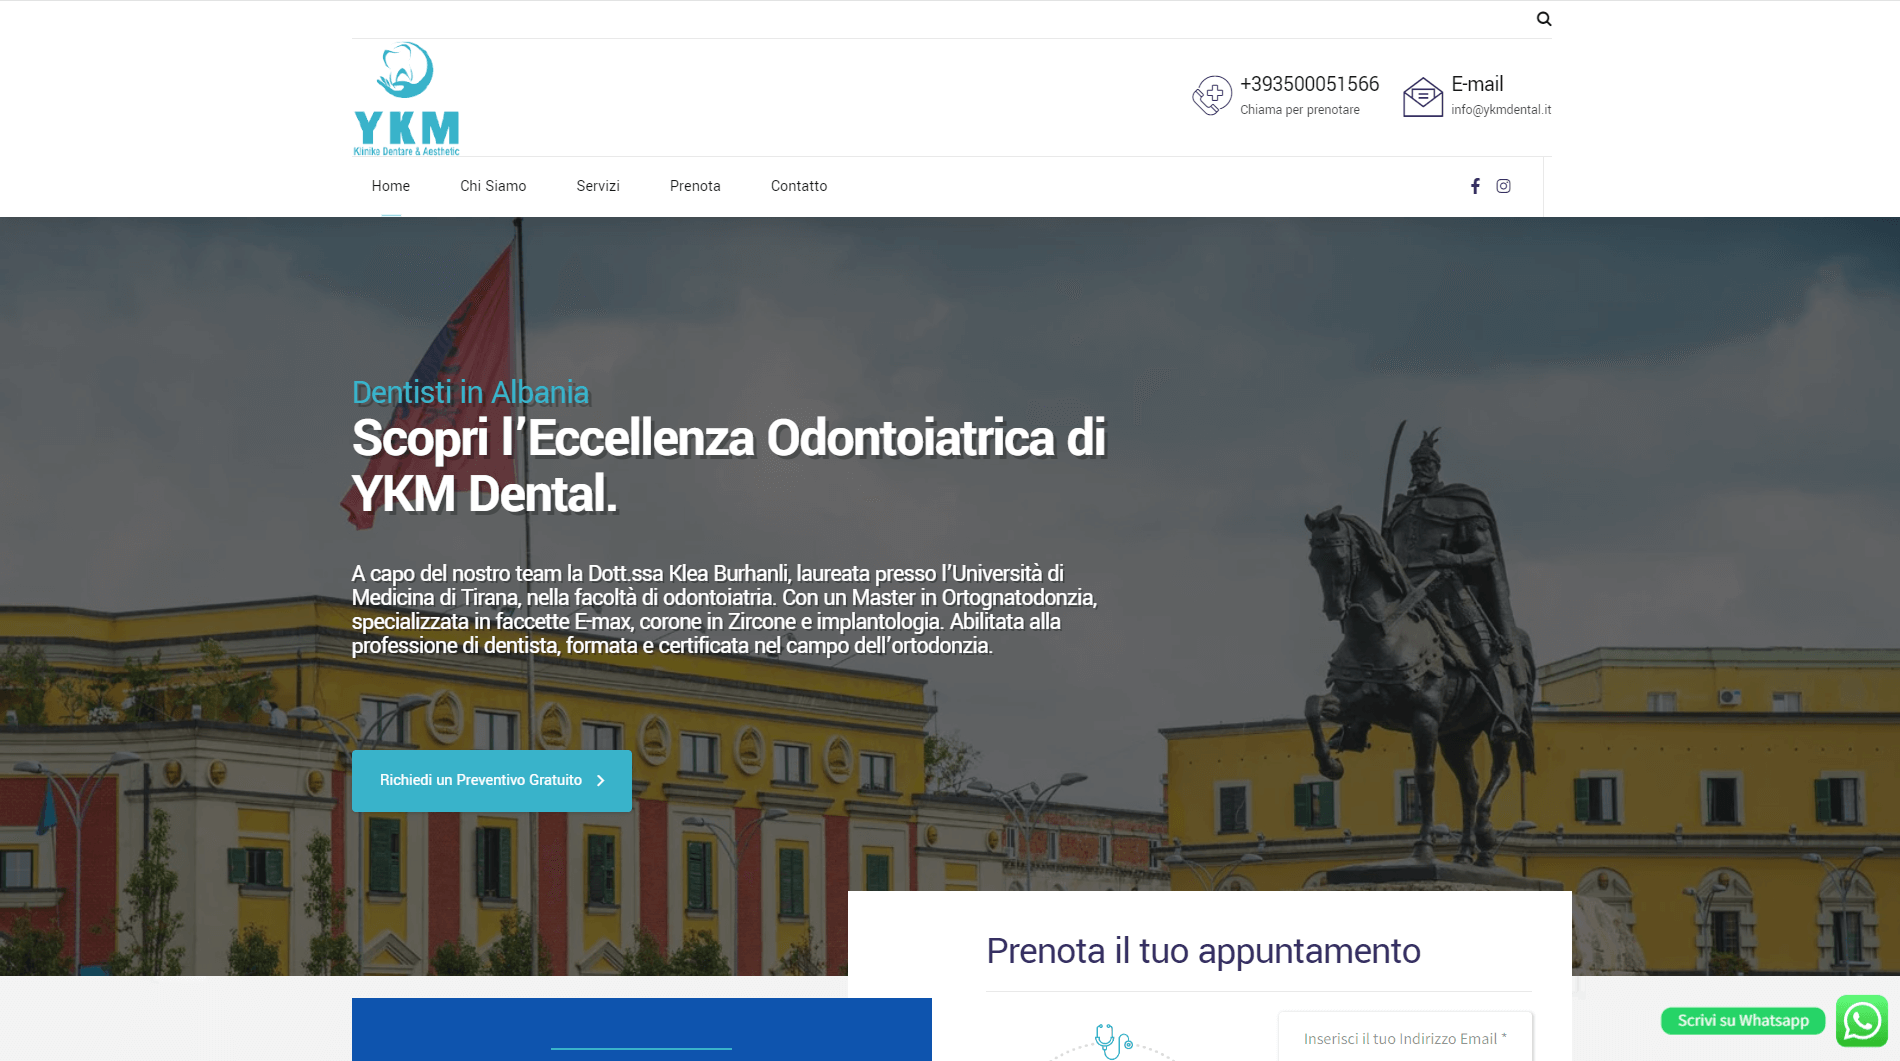 YKM
Klinika Dentare & Aesthetic
+393500051566
Chiama per prenotare
E-mail
info@ykmdental.it
Home
Chi Siamo
Servizi
Prenota
Contatto
Dentisti in Albania
Scopri l’Eccellenza Odontoiatrica di
YKM Dental.
A capo del nostro team la Dott.ssa Klea Burhanli, laureata presso l’Università di
Medicina di Tirana, nella facoltà di odontoiatria. Con un Master in Ortognatodonzia,
specializzata in faccette E-max, corone in Zircone e implantologia. Abilitata alla
professione di dentista, formata e certificata nel campo dell’ortodonzia.
Richiedi un Preventivo Gratuito
Prenota il tuo appuntamento
Inserisci il tuo Indirizzo Email *
Scrivi su Whatsapp